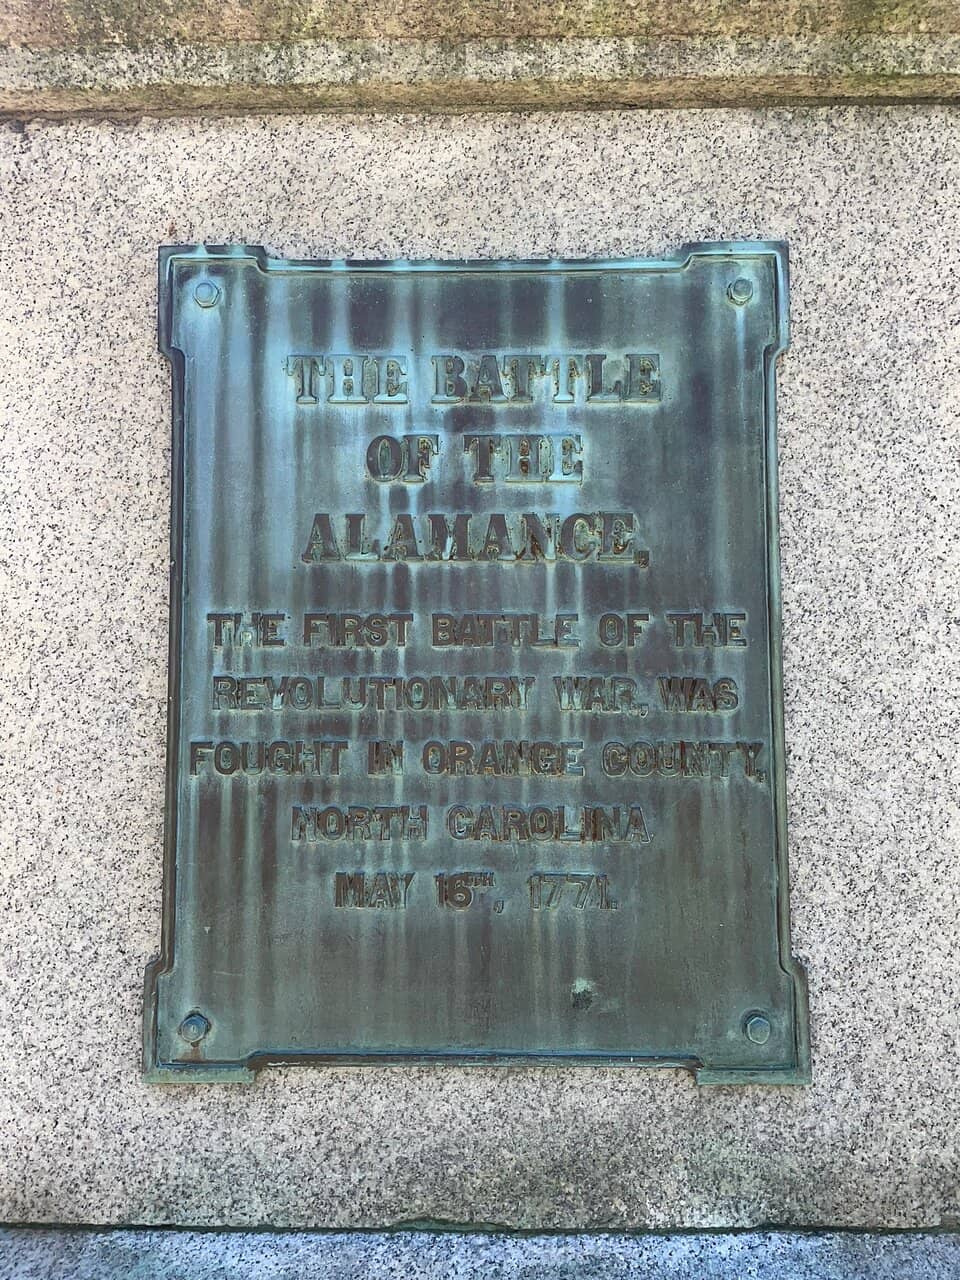 THE BATTLE
OF THE
ALAMANCE,
THE FIRST BATTLE OF THE
REVOLUTIONARY WAR, WAS
FOUGHT IN ORANGE COUNTY,
NORTH CAROLINA
MAY 16TH, 1771.